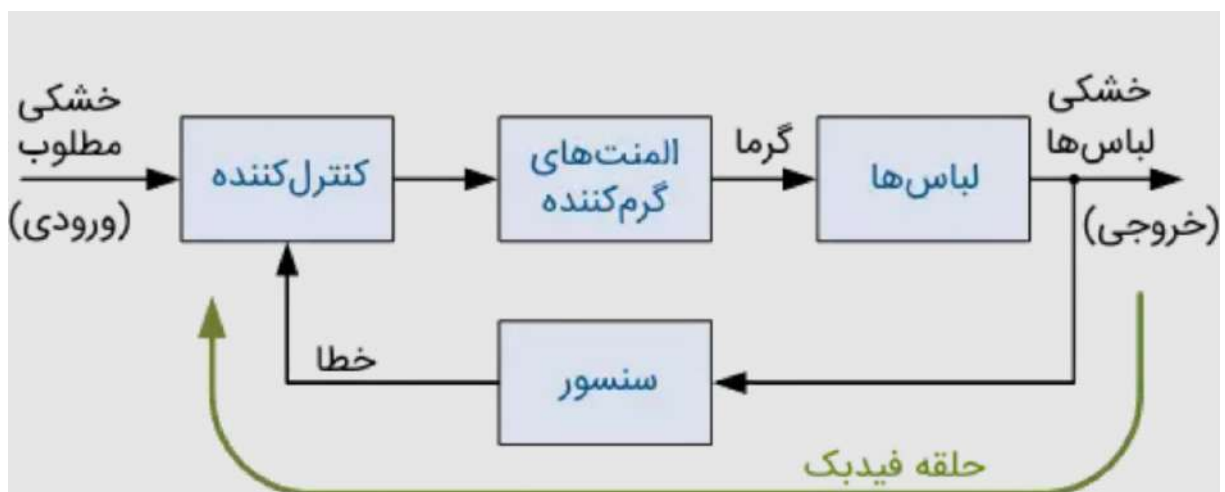 خشکی
مطلوب
(ورودی)
کنترل‌کننده
المنت‌های
گرم‌کننده
گرما
لباس‌ها
خشکی
لباس‌ها
(خروجی)
خطا
سنسور
حلقه فیدبک